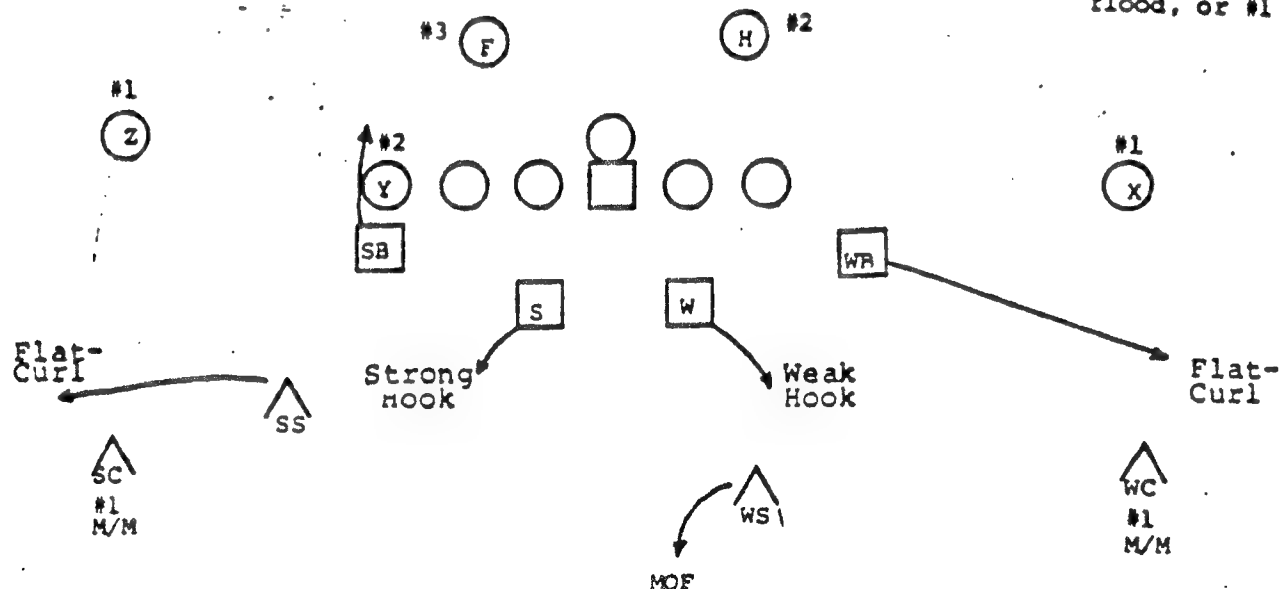 flood, or #1
#3 F H #2
#1
Z
#2
Y
#1
X
SB
WB
S
W
Flat-
Curl
Strong
Hook
Weak
Hook
Flat-
Curl
SS
SC
#1
M/M
WS
WC
#1
M/M
MOF